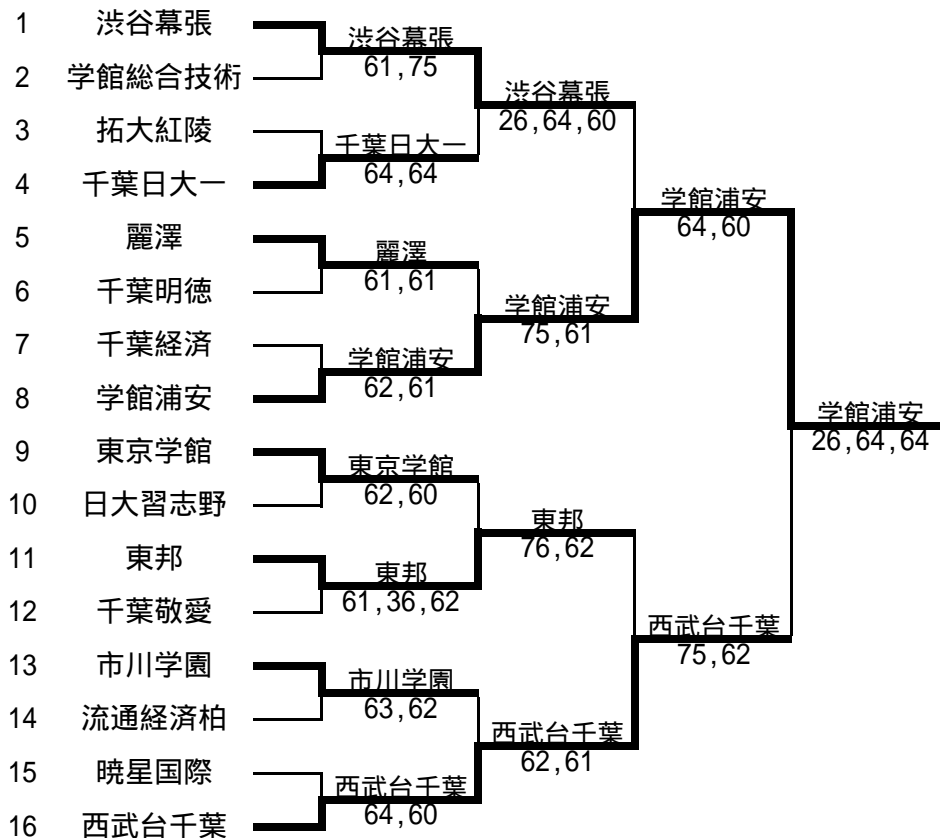 1 渋谷幕張
2 学館総合技術
3 拓大紅陵
4 千葉日大一
5 麗澤
6 千葉明徳
7 千葉経済
8 学館浦安
9 東京学館
10 日大習志野
11 東邦
12 千葉敬愛
13 市川学園
14 流通経済柏
15 暁星国際
16 西武台千葉
渋谷幕張
61,75
千葉日大一
64,64
麗澤
61,61
学館浦安
62,61
東京学館
62,60
東邦
61,36,62
市川学園
63,62
西武台千葉
64,60
渋谷幕張
26,64,60
学館浦安
75,61
東邦
76,62
西武台千葉
62,61
学館浦安
64,60
西武台千葉
75,62
学館浦安
26,64,64